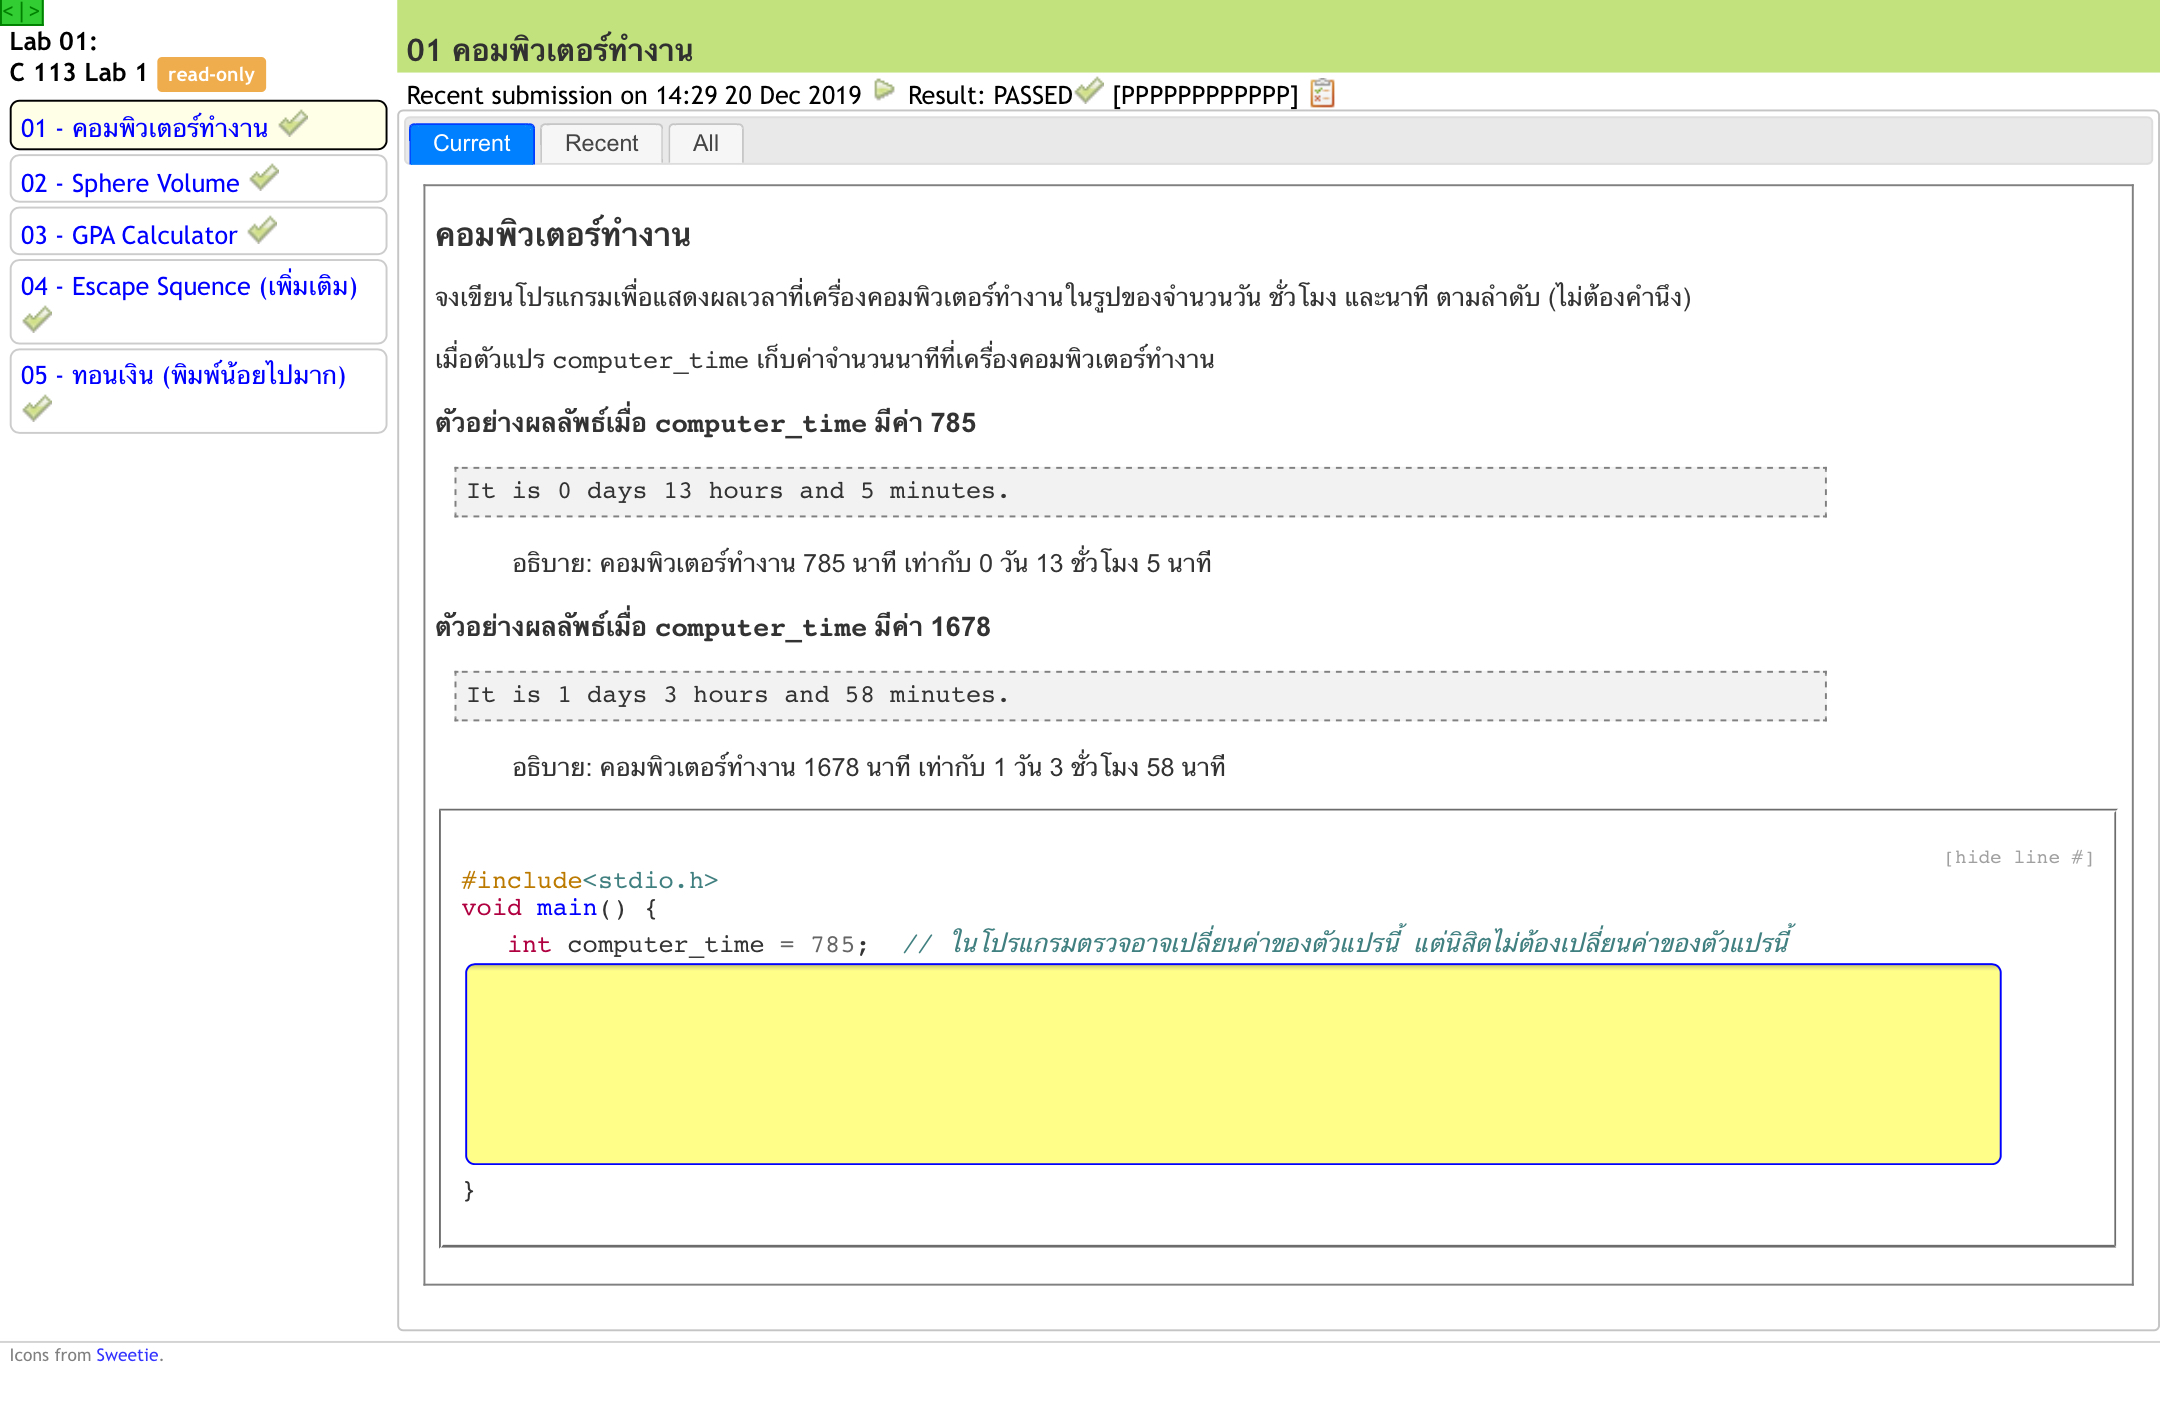 <|>
Lab 01:
C 113 Lab 1 read-only
01 - คอมพิวเตอร์ทำงาน
02 - Sphere Volume
03 - GPA Calculator
04 - Escape Squence (เพิ่มเติม)
05 - ทอนเงิน (พิมพ์น้อยไปมาก)
01 คอมพิวเตอร์ทำงาน
Recent submission on 14:29 20 Dec 2019 Result: PASSED [PPPPPPPPPPPP]
Current Recent All
คอมพิวเตอร์ทำงาน
จงเขียนโปรแกรมเพื่อแสดงผลเวลาที่เครื่องคอมพิวเตอร์ทำงานในรูปของจำนวนวัน ชั่วโมง และนาที ตามลำดับ (ไม่ต้องคำนึง)
เมื่อตัวแปร computer_time เก็บค่าจำนวนนาทีที่เครื่องคอมพิวเตอร์ทำงาน
ตัวอย่างผลลัพธ์เมื่อ computer_time มีค่า 785
It is 0 days 13 hours and 5 minutes.
อธิบาย: คอมพิวเตอร์ทำงาน 785 นาที เท่ากับ 0 วัน 13 ชั่วโมง 5 นาที
ตัวอย่างผลลัพธ์เมื่อ computer_time มีค่า 1678
It is 1 days 3 hours and 58 minutes.
อธิบาย: คอมพิวเตอร์ทำงาน 1678 นาที เท่ากับ 1 วัน 3 ชั่วโมง 58 นาที
[hide line #]
#include<stdio.h>
void main() {
int computer_time = 785; // ในโปรแกรมตรวจอาจเปลี่ยนค่าของตัวแปรนี้ แต่นิสิตไม่ต้องเปลี่ยนค่าของตัวแปรนี้
}
Icons from Sweetie.